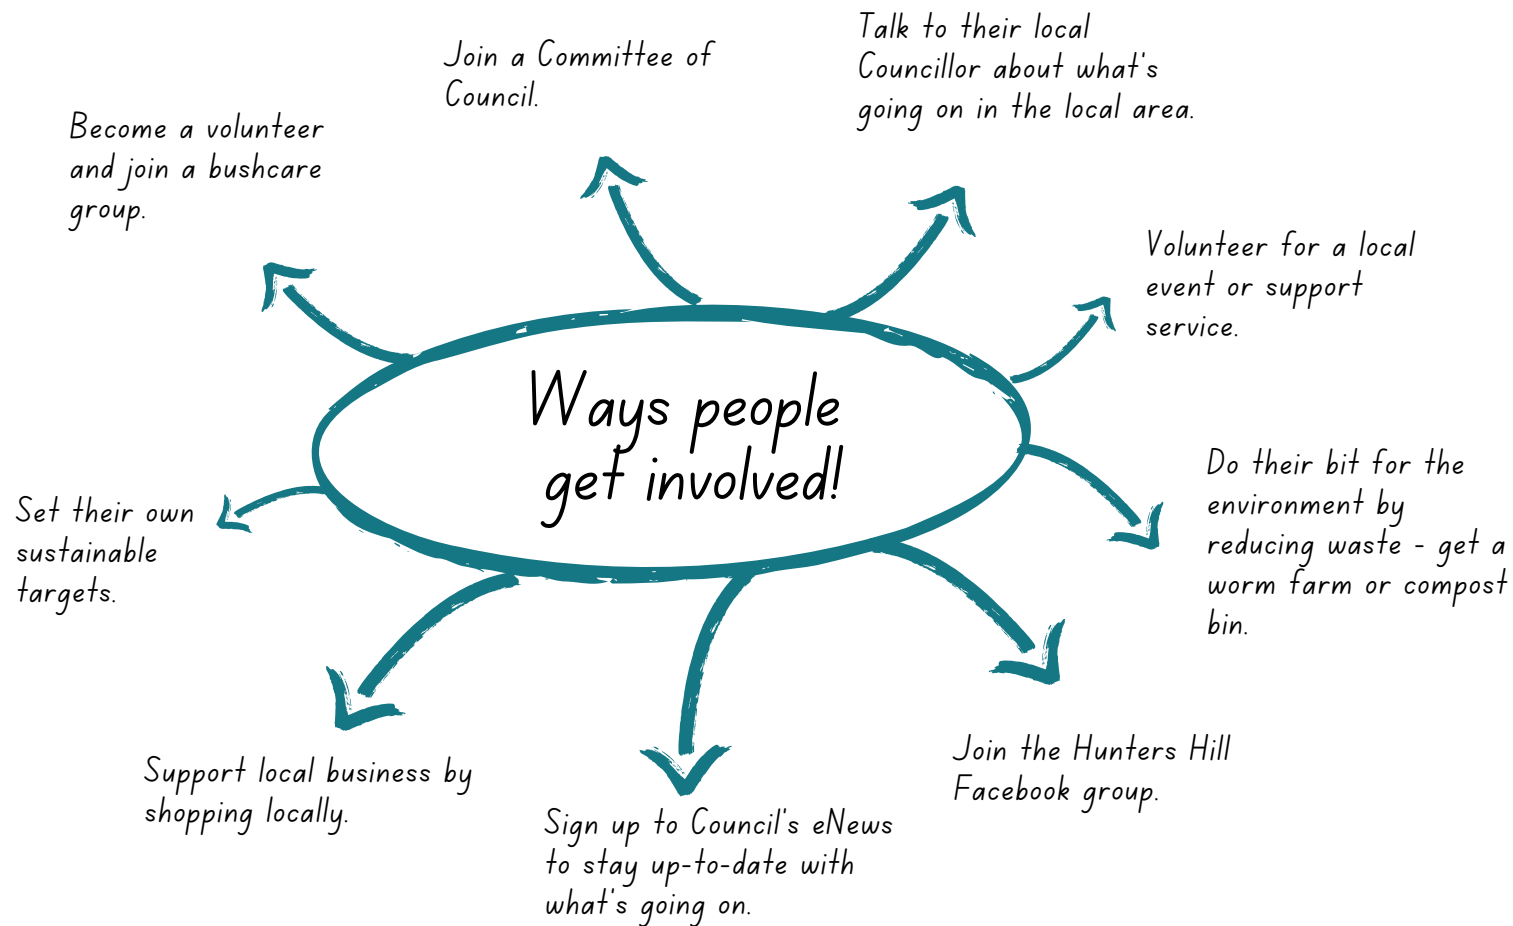 Talk to their local
Councillor about what's
going on in the local area.
Join a Committee of
Council.
Become a volunteer
and join a bushcare
group.
Volunteer for a local
event or support
service.
Ways people
get involved!
Do their bit for the
environment by
reducing waste - get a
worm farm or compost
bin.
Set their own
sustainable
targets.
Join the Hunters Hill
Facebook group.
Support local business by
shopping locally.
Sign up to Council's eNews
to stay up-to-date with
what's going on.